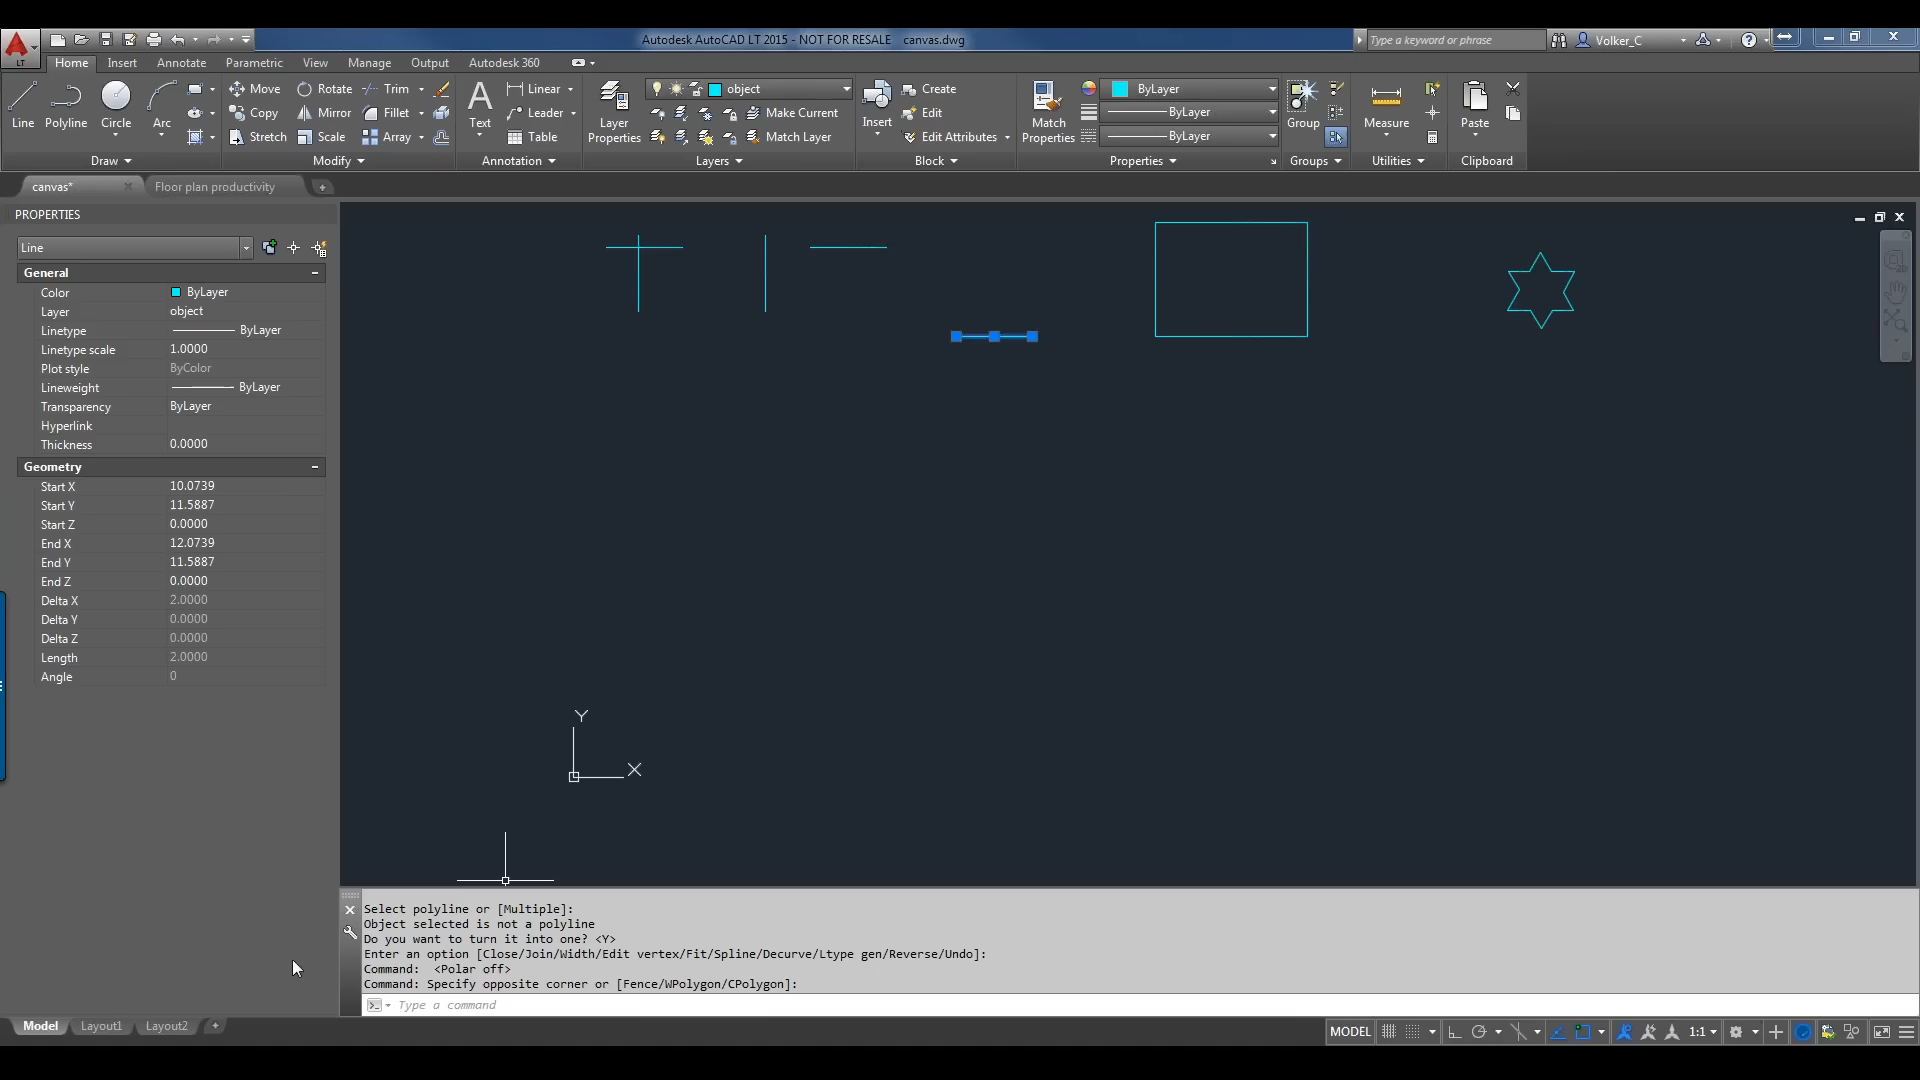 Autodesk AutoCAD LT 2015 - NOT FOR RESALE canvas.dwg
Type a keyword or phrase
Volker_C
LT
Home Insert Annotate Parametric View Manage Output Autodesk 360
Line Polyline Circle Arc
Move Rotate Trim
Copy Mirror Fillet
Stretch Scale Array
Text Linear
Leader
Table
Layer Properties
object
Make Current
Match Layer
Insert Create
Edit
Edit Attributes
Match Properties
ByLayer
ByLayer
ByLayer
Group Measure Paste
Draw Modify Annotation Layers Block Properties Groups Utilities Clipboard
canvas* Floor plan productivity
PROPERTIES
Line
General
Color ByLayer
Layer object
Linetype ByLayer
Linetype scale 1.0000
Plot style ByColor
Lineweight ByLayer
Transparency ByLayer
Hyperlink
Thickness 0.0000
Geometry
Start X 10.0739
Start Y 11.5887
Start Z 0.0000
End X 12.0739
End Y 11.5887
End Z 0.0000
Delta X 2.0000
Delta Y 0.0000
Delta Z 0.0000
Length 2.0000
Angle 0
Y
X
Select polyline or [Multiple]:
Object selected is not a polyline
Do you want to turn it into one? <Y>
Enter an option [Close/Join/Width/Edit vertex/Fit/Spline/Decurve/Ltype gen/Reverse/Undo]:
Command: <Polar off>
Command: Specify opposite corner or [Fence/WPolygon/CPolygon]:
Type a command
Model Layout1 Layout2
MODEL 1:1